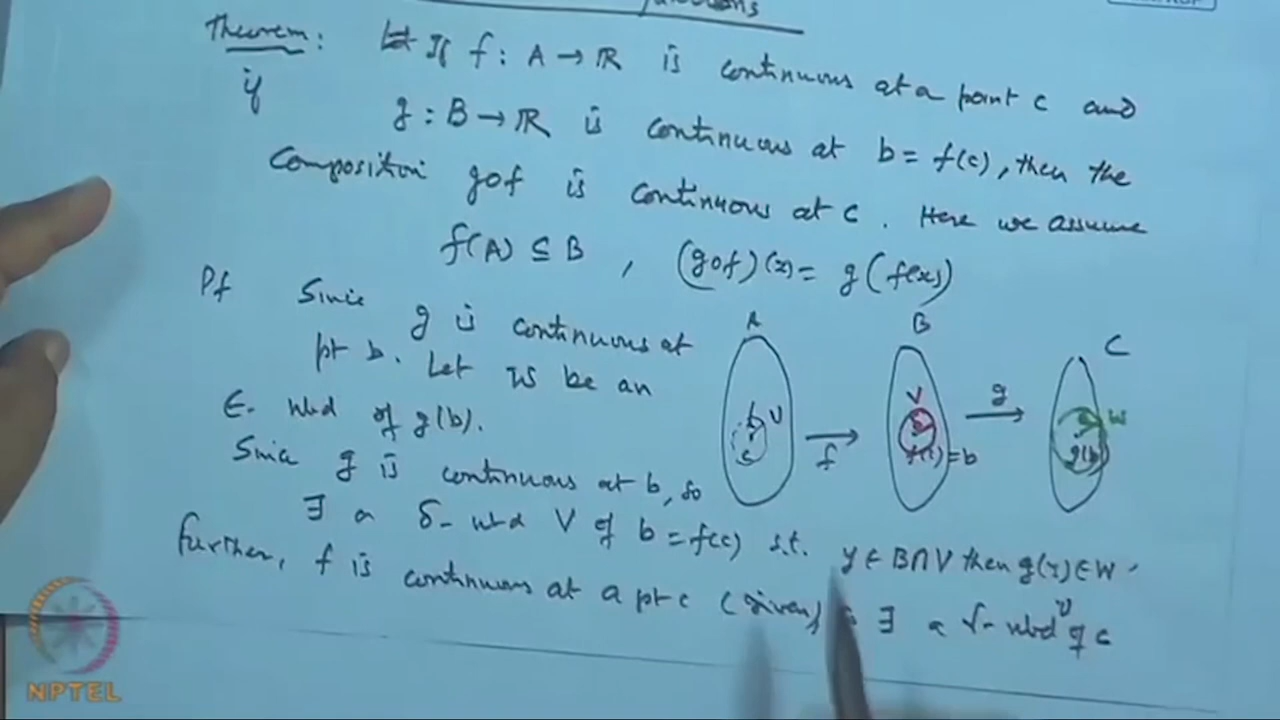 Theorem: Let If f : A → ℝ is continuous at a point c and
if g : B → ℝ is continuous at b = f(c), then the
Composition gof is continuous at c. Here we assume
f(A) ⊆ B , (gof)(x) = g(f(x))
Pf Since g is continuous at
pt b. Let W be an
ϵ- nbd of g(b).
Since g is continuous at b, so
∃ a δ- nbd V of b = f(c) s.t. y ∈ B∩V then g(y) ∈ W.
further, f is continuous at a pt c (given) ∃ a γ- nbd U of c
A
U
c
f
B
V
f(c) = b
g
C
W
g(b)
NPTEL